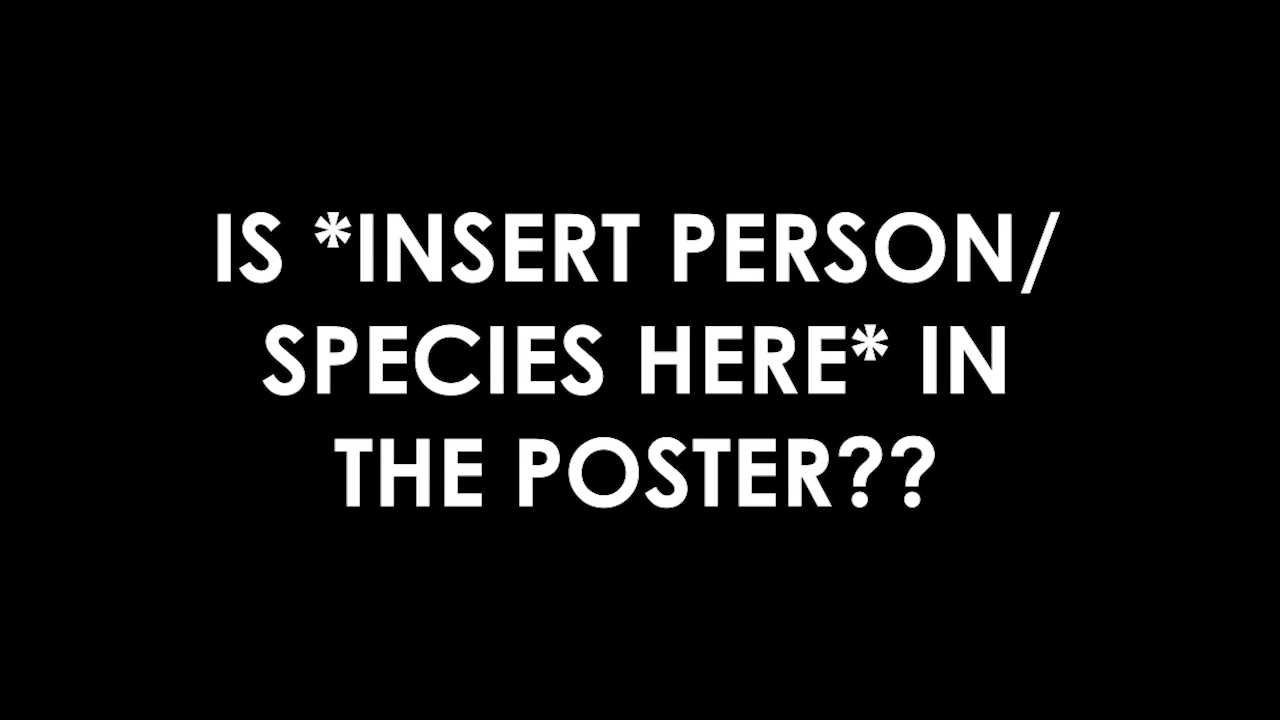 IS *INSERT PERSON/
SPECIES HERE* IN
THE POSTER??